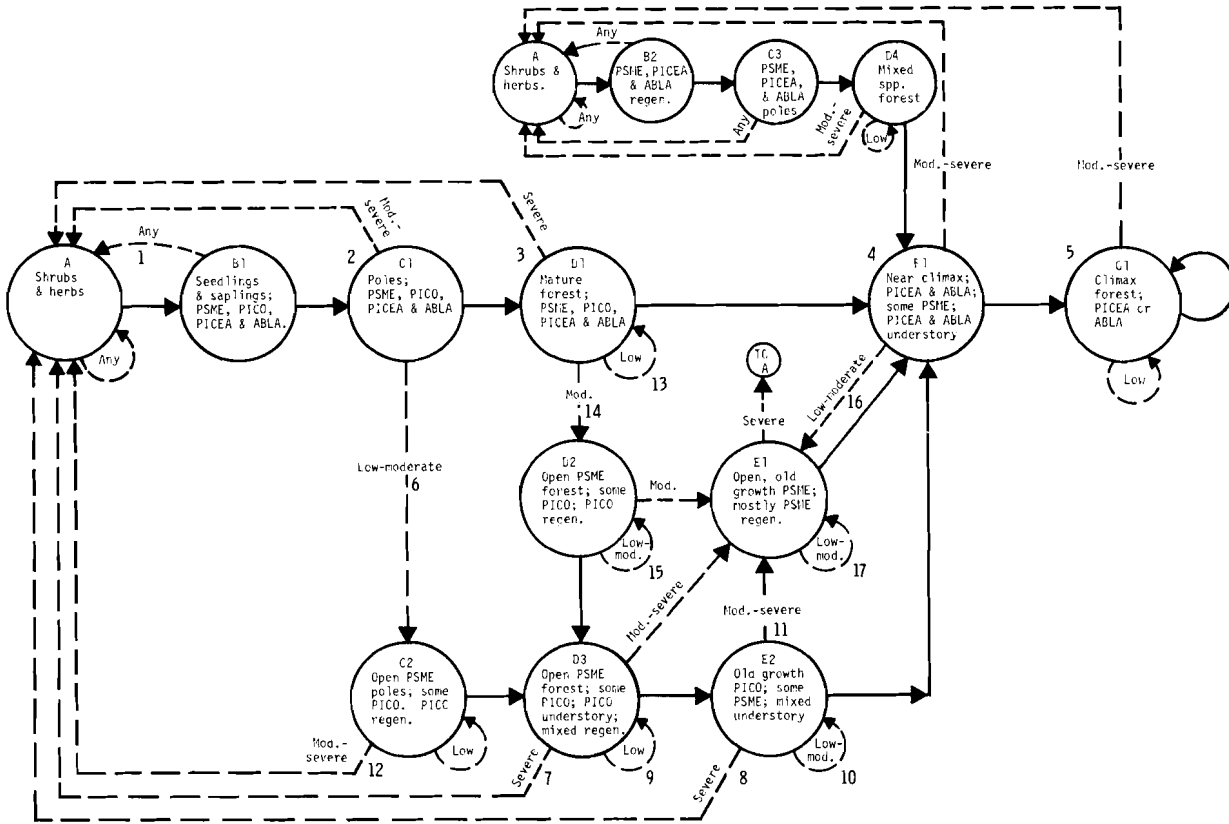 A
Shrubs &
herbs.
Any
Any
B2
PSME, PICEA
& ABLA
regen.
C3
PSME,
PICEA,
& ABLA
poles
Any
D4
Mixed
spp.
forest
Mod.-
severe
Low
Mod.-severe
Mod.-severe
A
Shrubs
& herbs
Any
Any
1
B1
Seedlings
& saplings;
PSME, PICO,
PICEA & ABLA.
Mod.-
severe
2
C1
Poles;
PSME, PICO,
PICEA & ABLA
Severe
3
D1
Mature
forest;
PSME, PICO,
PICEA & ABLA
Low
13
4
F1
Near climax;
PICEA & ABLA;
some PSME;
PICEA & ABLA
understory
5
G1
Climax
forest;
PICEA or
ABLA
Low
Low-moderate
6
Mod.
14
D2
Open PSME
forest; some
PICO; PICO
regen.
Low-
mod.
15
Mod.
TO
A
Severe
Low-moderate
16
E1
Open, old
growth PSME;
mostly PSME
regen.
Low-
mod.
17
Mod.-severe
Mod.-severe
11
C2
Open PSME
poles; some
PICO. PICC
regen.
Low
Mod.-
severe
12
D3
Open PSME
forest; some
PICO; PICO
understory;
mixed regen.
Low
9
Severe
7
E2
Old growth
PICO; some
PSME; mixed
understory
Low-
mod.
10
Severe
8